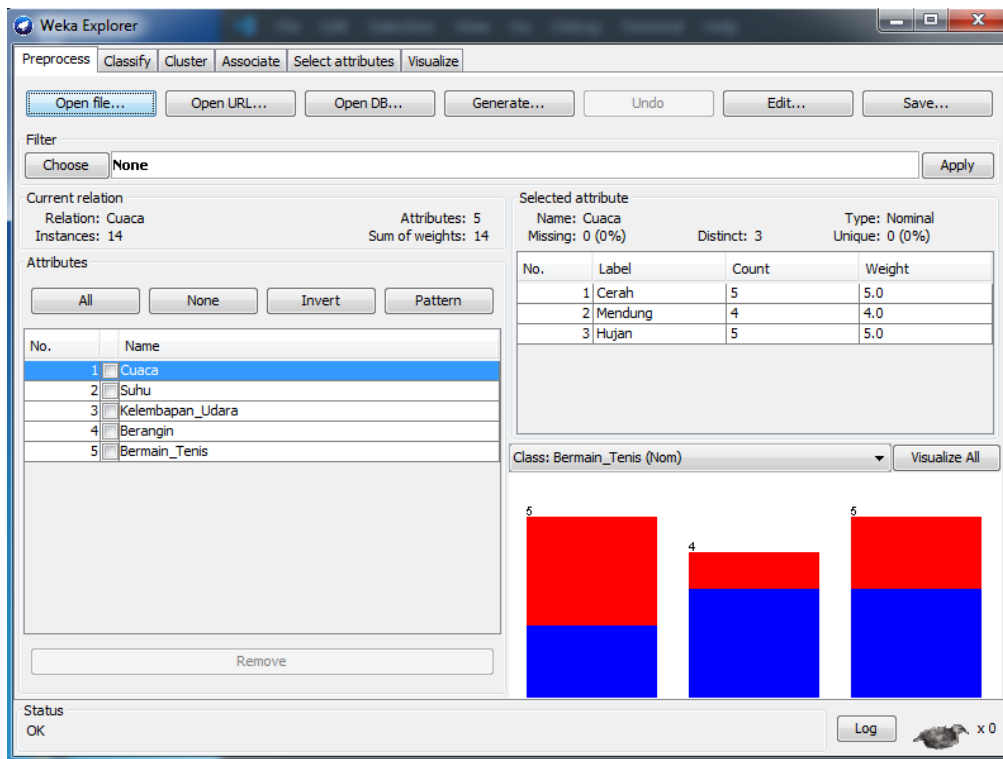 Weka Explorer
Preprocess Classify Cluster Associate Select attributes Visualize
Open file... Open URL... Open DB... Generate... Undo Edit... Save...
Filter
Choose None Apply
Current relation
Relation: Cuaca Attributes: 5
Instances: 14 Sum of weights: 14
Attributes
All None Invert Pattern
No. Name
1 Cuaca
2 Suhu
3 Kelembapan_Udara
4 Berangin
5 Bermain_Tenis
Remove
Selected attribute
Name: Cuaca Type: Nominal
Missing: 0 (0%) Distinct: 3 Unique: 0 (0%)
No. Label Count Weight
1 Cerah 5 5.0
2 Mendung 4 4.0
3 Hujan 5 5.0
Class: Bermain_Tenis (Nom) Visualize All
5 4 5
Status
OK Log x 0